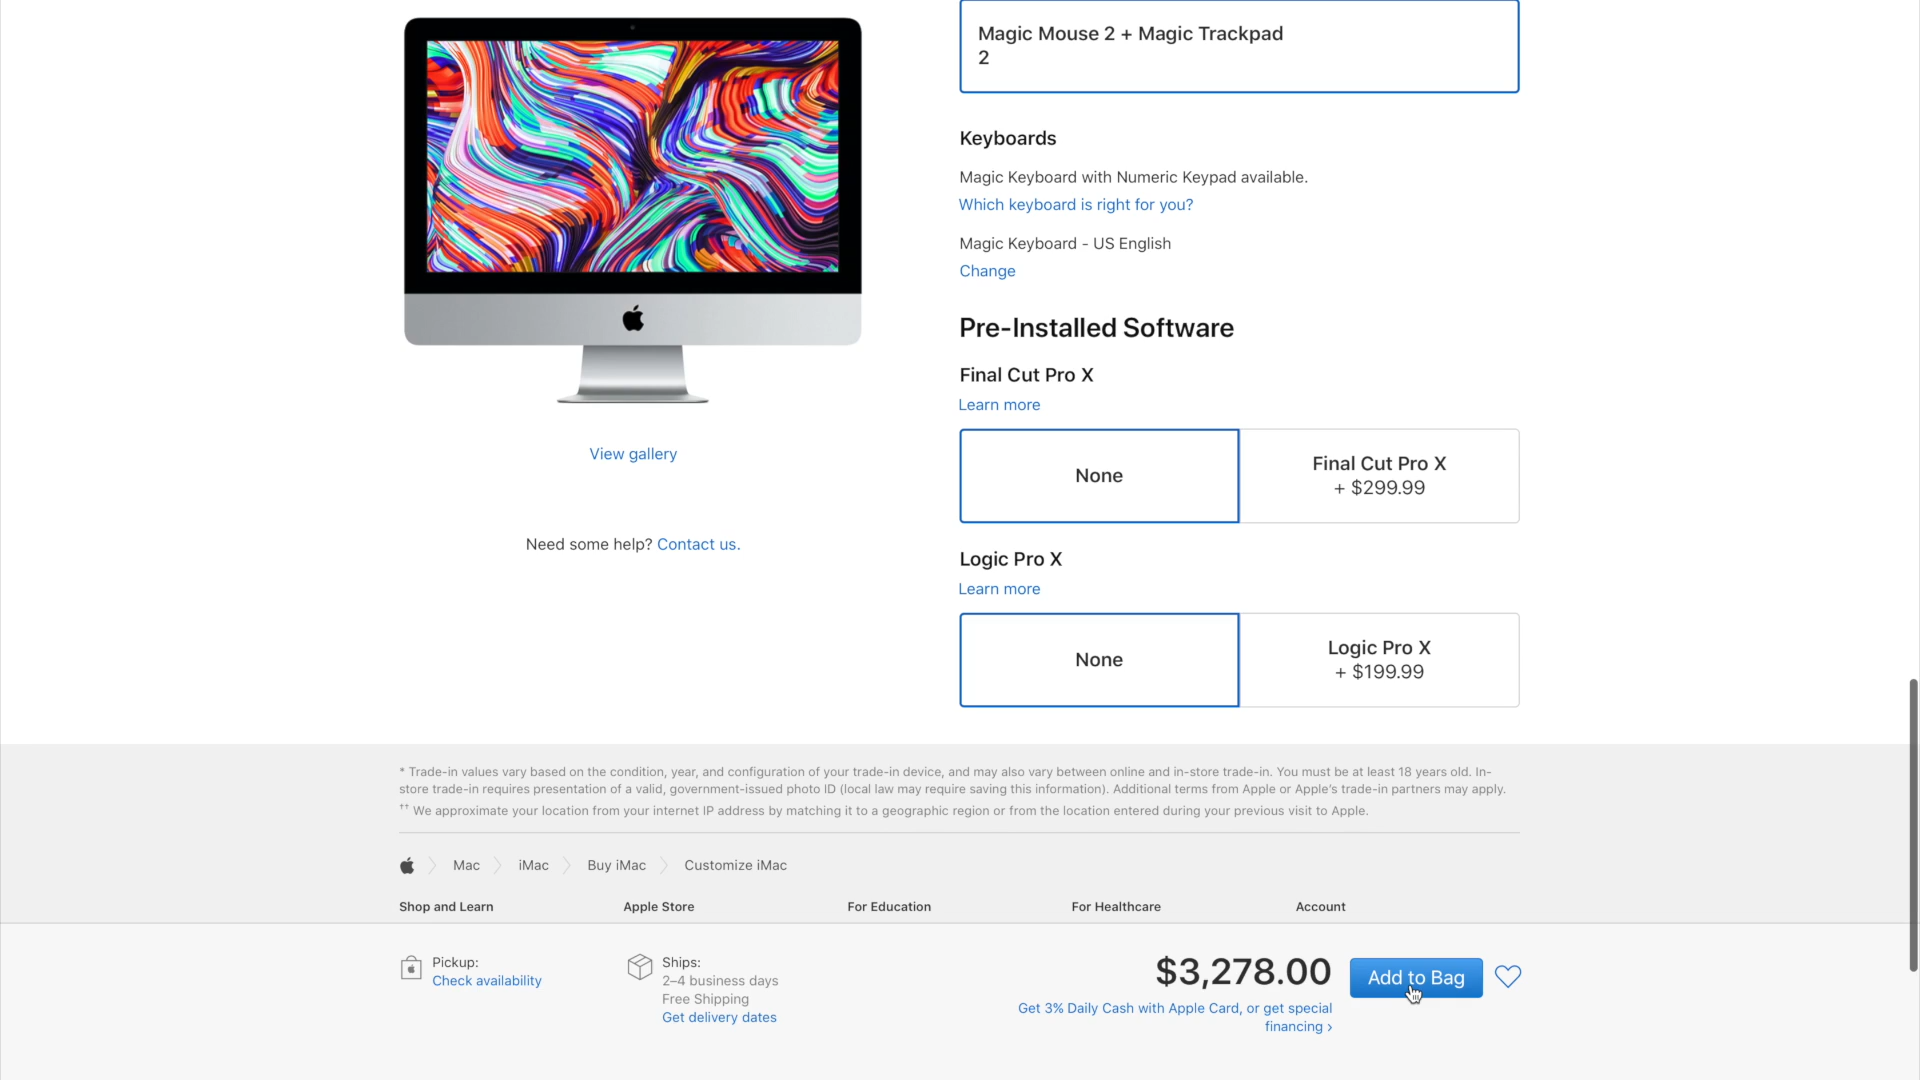 Magic Mouse 2 + Magic Trackpad
2
Keyboards
Magic Keyboard with Numeric Keypad available.
Which keyboard is right for you?
Magic Keyboard - US English
Change
Pre-Installed Software
Final Cut Pro X
Learn more
None
Final Cut Pro X
+ $299.99
Logic Pro X
Learn more
None
Logic Pro X
+ $199.99
View gallery
Need some help? Contact us.
* Trade-in values vary based on the condition, year, and configuration of your trade-in device, and may also vary between online and in-store trade-in. You must be at least 18 years old. In-
store trade-in requires presentation of a valid, government-issued photo ID (local law may require saving this information). Additional terms from Apple or Apple's trade-in partners may apply.
†† We approximate your location from your internet IP address by matching it to a geographic region or from the location entered during your previous visit to Apple.
Mac iMac Buy iMac Customize iMac
Shop and Learn Apple Store For Education For Healthcare Account
Pickup:
Check availability
Ships:
2–4 business days
Free Shipping
Get delivery dates
$3,278.00
Get 3% Daily Cash with Apple Card, or get special
financing ›
Add to Bag